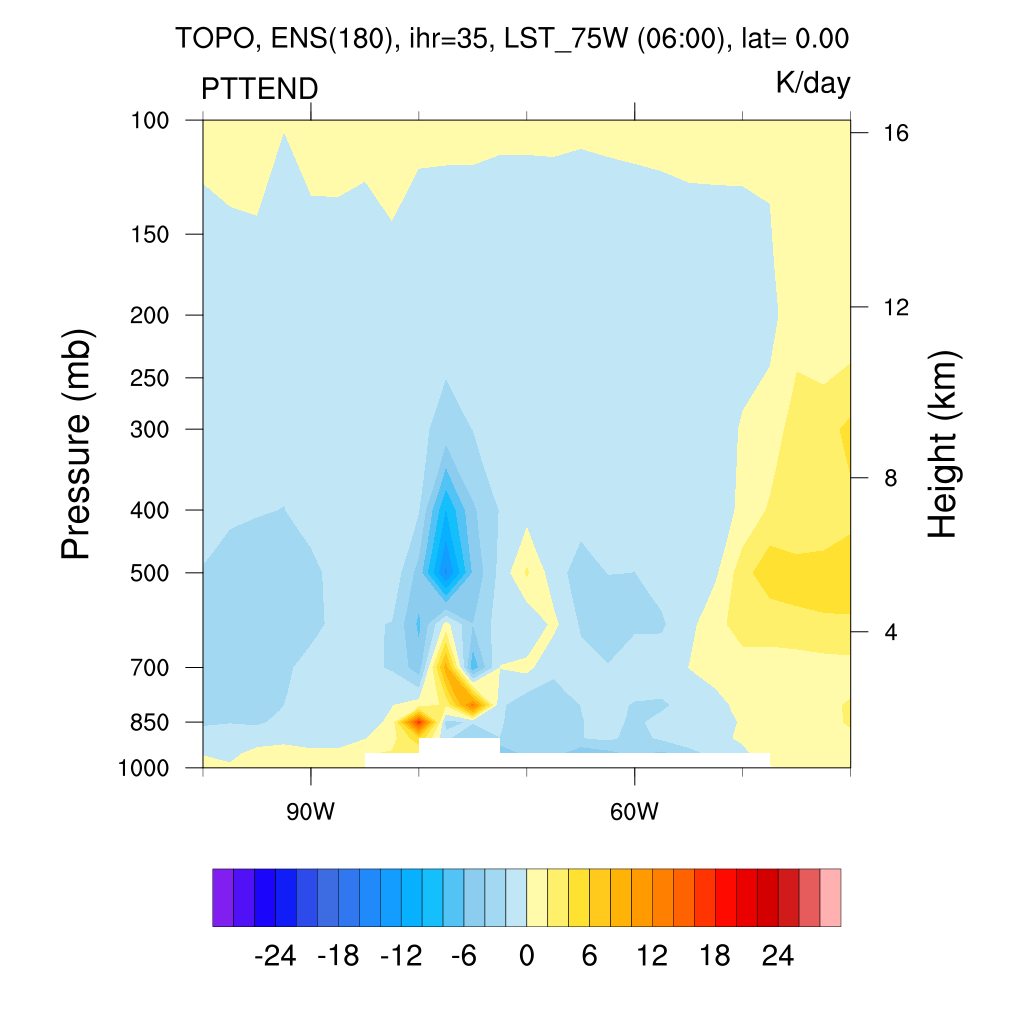 TOPO, ENS(180), ihr=35, LST_75W (06:00), lat= 0.00
PTTEND K/day
100
150
200
250
300
400
500
700
850
1000
Pressure (mb)
16
12
8
4
Height (km)
90W 60W
-24 -18 -12 -6 0 6 12 18 24